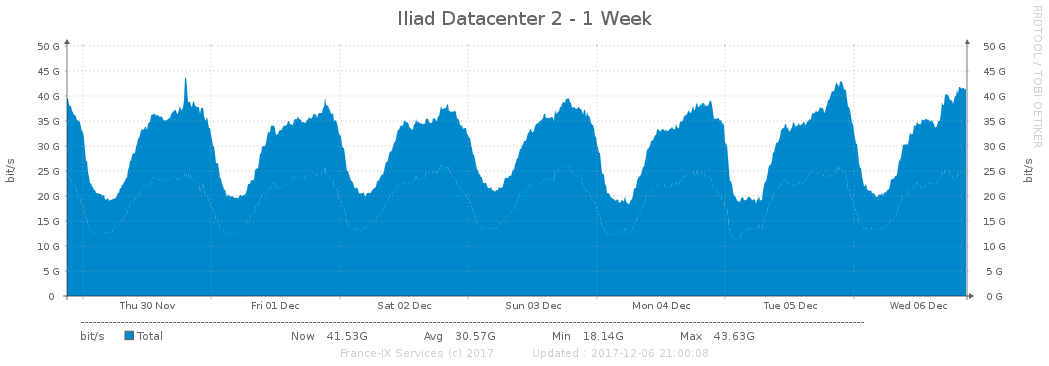 Iliad Datacenter 2 - 1 Week
RRDTOOL / TOBI OETIKER
bit/s
50 G
45 G
40 G
35 G
30 G
25 G
20 G
15 G
10 G
5 G
0
50 G
45 G
40 G
35 G
30 G
25 G
20 G
15 G
10 G
5 G
0 G
bit/s
Thu 30 Nov Fri 01 Dec Sat 02 Dec Sun 03 Dec Mon 04 Dec Tue 05 Dec Wed 06 Dec
bit/s Total Now 41.53G Avg 30.57G Min 18.14G Max 43.63G
France-IX Services (c) 2017 Updated : 2017-12-06 21:00:08